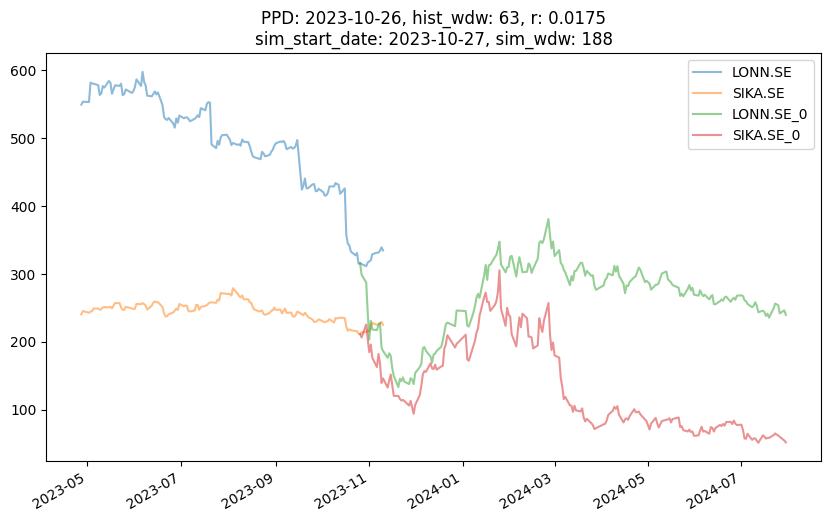 PPD: 2023-10-26, hist_wdw: 63, r: 0.0175
sim_start_date: 2023-10-27, sim_wdw: 188
LONN.SE
SIKA.SE
LONN.SE_0
SIKA.SE_0
600
500
400
300
200
100
2023-05
2023-07
2023-09
2023-11
2024-01
2024-03
2024-05
2024-07